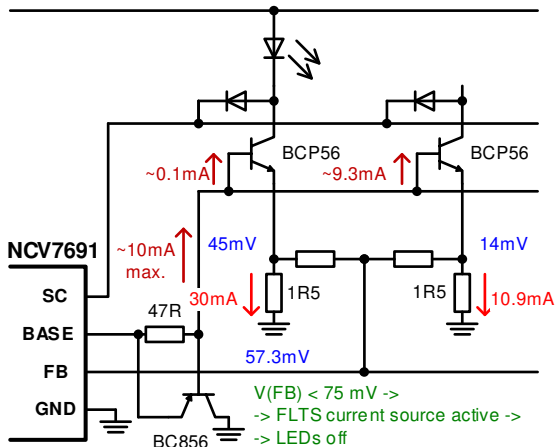 BCP56
BCP56
~0.1mA
~9.3mA
NCV7691
~10mA
max.
45mV
14mV
SC
47R
30mA
1R5
1R5
10.9mA
BASE
FB
57.3mV
GND
BC856
V(FB) < 75 mV ->
-> FLTS current source active ->
-> LEDs off